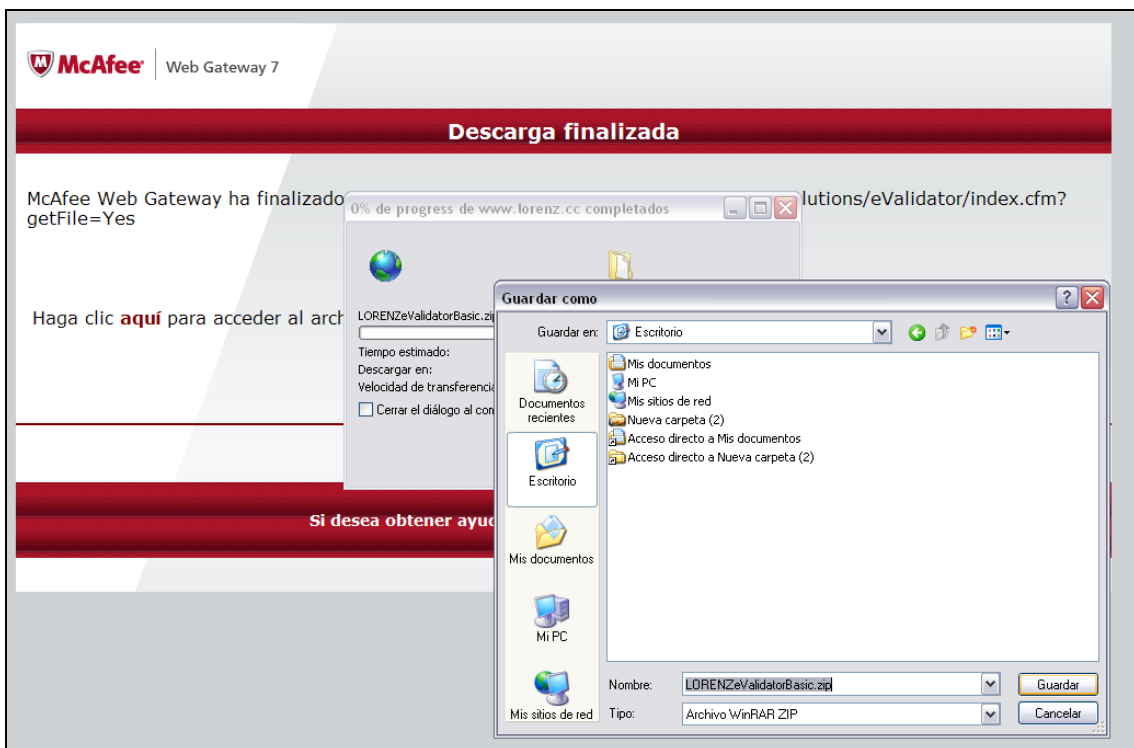 McAfee Web Gateway 7
Descarga finalizada
McAfee Web Gateway ha finalizado lutions/eValidator/index.cfm?
getFile=Yes
Haga clic aquí para acceder al arch
Si desea obtener ayud
0% de progress de www.lorenz.cc completados
LORENZeValidatorBasic.zip
Tiempo estimado:
Descargar en:
Velocidad de transferencia
Cerrar el diálogo al con
Guardar como
Guardar en: Escritorio
Documentos recientes
Escritorio
Mis documentos
Mi PC
Mis sitios de red
Mis documentos
Mi PC
Mis sitios de red
Nueva carpeta (2)
Acceso directo a Mis documentos
Acceso directo a Nueva carpeta (2)
Nombre: LORENZeValidatorBasic.zip Guardar
Tipo: Archivo WinRAR ZIP Cancelar